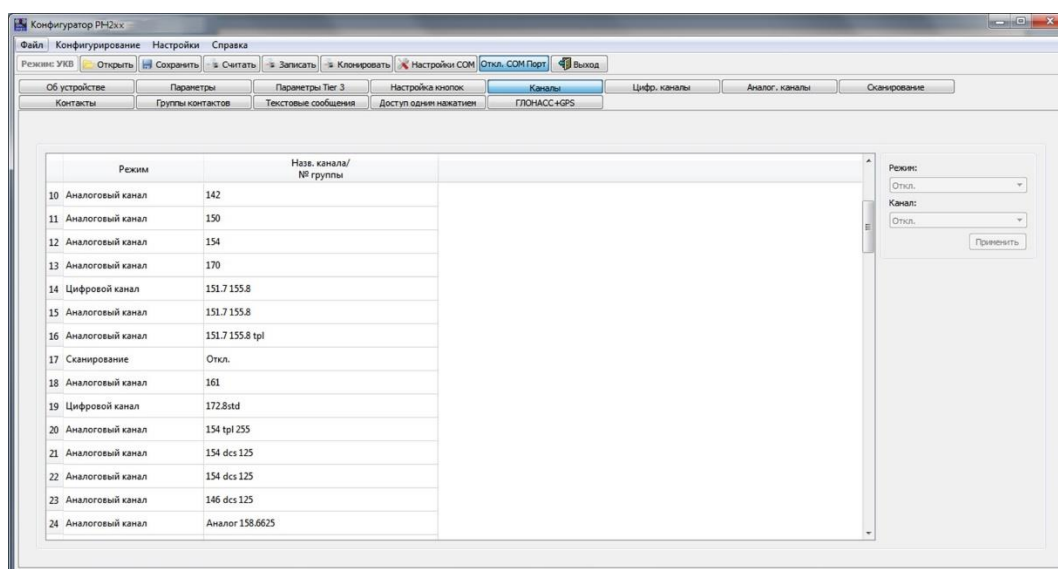 Конфигуратор РН2хх
Файл Конфигурирование Настройки Справка
Режим: УКВ Открыть Сохранить Считать Записать Клонировать Настройки COM Откл. COM Порт Выход
Об устройстве Параметры Параметры Tier 3 Настройка кнопок Каналы Цифр. каналы Аналог. каналы Сканирование
Контакты Группы контактов Текстовые сообщения Доступ одним нажатием ГЛОНАСС+GPS
Режим Назв. канала/
№ группы
10 Аналоговый канал 142
11 Аналоговый канал 150
12 Аналоговый канал 154
13 Аналоговый канал 170
14 Цифровой канал 151.7 155.8
15 Аналоговый канал 151.7 155.8
16 Аналоговый канал 151.7 155.8 tpl
17 Сканирование Откл.
18 Аналоговый канал 161
19 Цифровой канал 172.8std
20 Аналоговый канал 154 tpl 255
21 Аналоговый канал 154 dcs 125
22 Аналоговый канал 154 dcs 125
23 Аналоговый канал 146 dcs 125
24 Аналоговый канал Аналог 158.6625
Режим:
Откл.
Канал:
Откл.
Применить